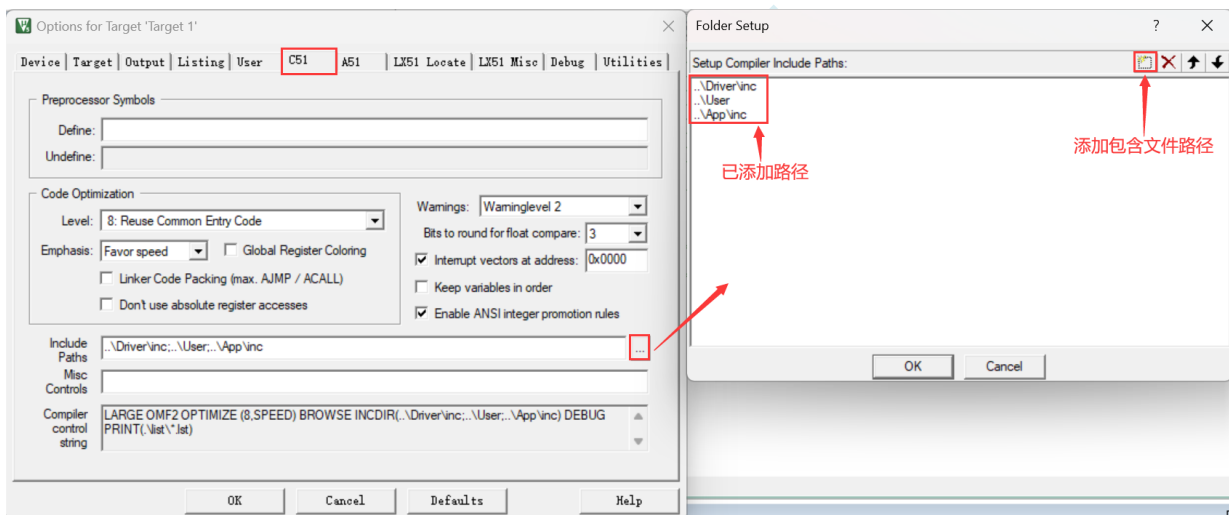 Options for Target 'Target 1'
Device Target Output Listing User C51 A51 LX51 Locate LX51 Misc Debug Utilities
Preprocessor Symbols
Define:
Undefine:
Code Optimization
Level: 8: Reuse Common Entry Code
Emphasis: Favor speed Global Register Coloring
Linker Code Packing (max. AJMP / ACALL)
Don't use absolute register accesses
Warnings: Warninglevel 2
Bits to round for float compare: 3
Interrupt vectors at address: 0x0000
Keep variables in order
Enable ANSI integer promotion rules
Include Paths ..\Driver\inc;..\User;..\App\inc ...
Misc Controls
Compiler control string
LARGE OMF2 OPTIMIZE (8,SPEED) BROWSE INCDIR(..\Driver\inc;..\User;..\App\inc) DEBUG
PRINT(.\list\*.lst)
OK Cancel Defaults Help
Folder Setup ?
Setup Compiler Include Paths:
..\Driver\inc
..\User
..\App\inc
已添加路径
添加包含文件路径
OK Cancel